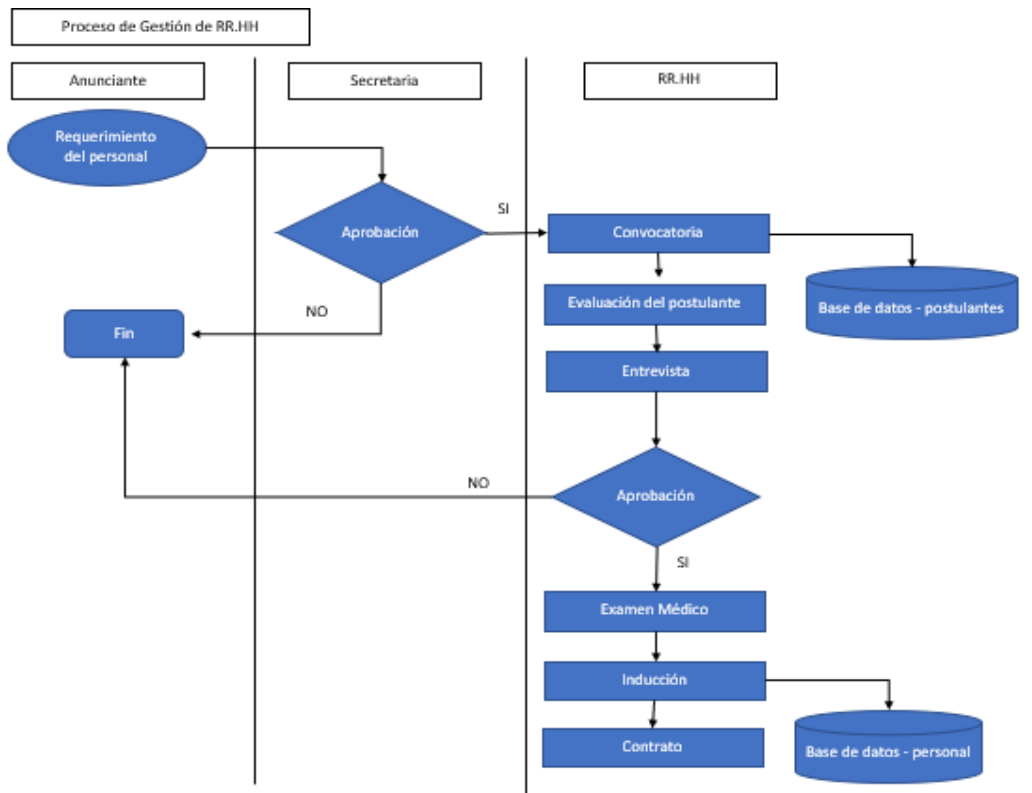 Proceso de Gestión de RR.HH
Anunciante
Secretaria
RR.HH
Requerimiento
del personal
Aprobación
SI
Convocatoria
Evaluación del postulante
Base de datos - postulantes
NO
Fin
Entrevista
NO
Aprobación
SI
Examen Médico
Inducción
Contrato
Base de datos - personal